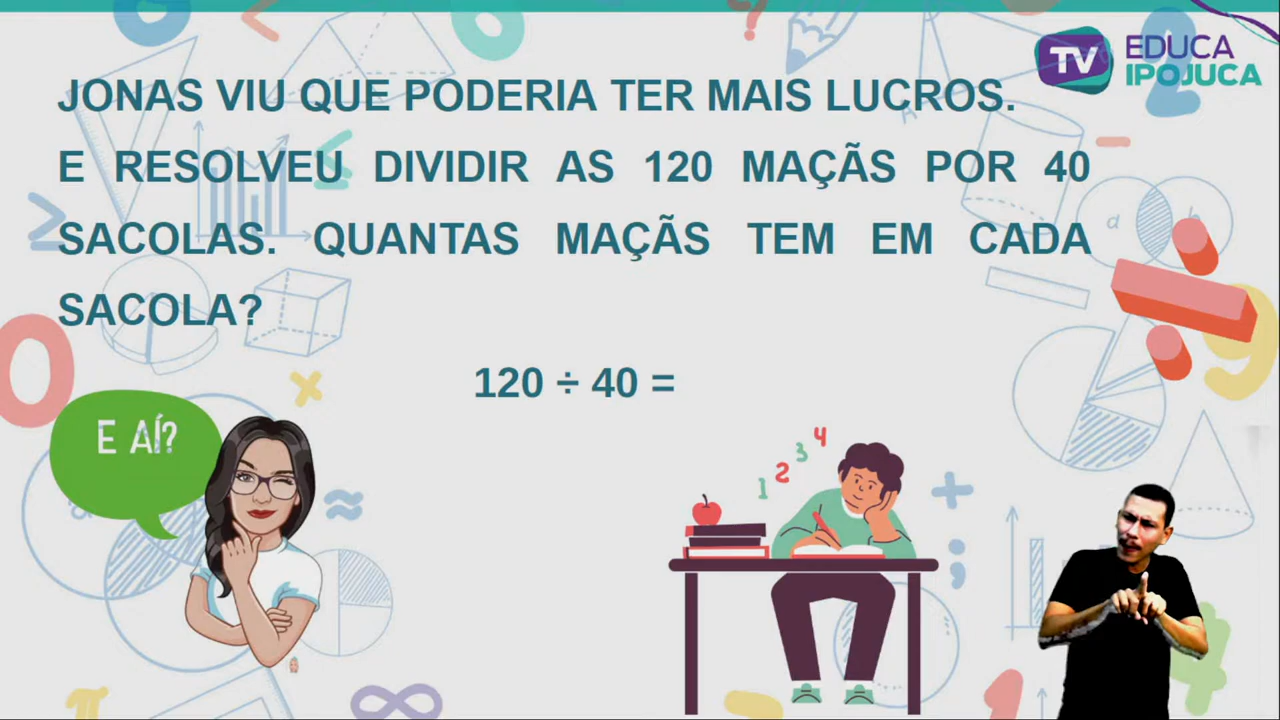 TV EDUCA
IPOJUCA
JONAS VIU QUE PODERIA TER MAIS LUCROS.
E RESOLVEU DIVIDIR AS 120 MAÇÃS POR 40
SACOLAS. QUANTAS MAÇÃS TEM EM CADA
SACOLA?
120 ÷ 40 =
E AÍ?
1 2 3 4